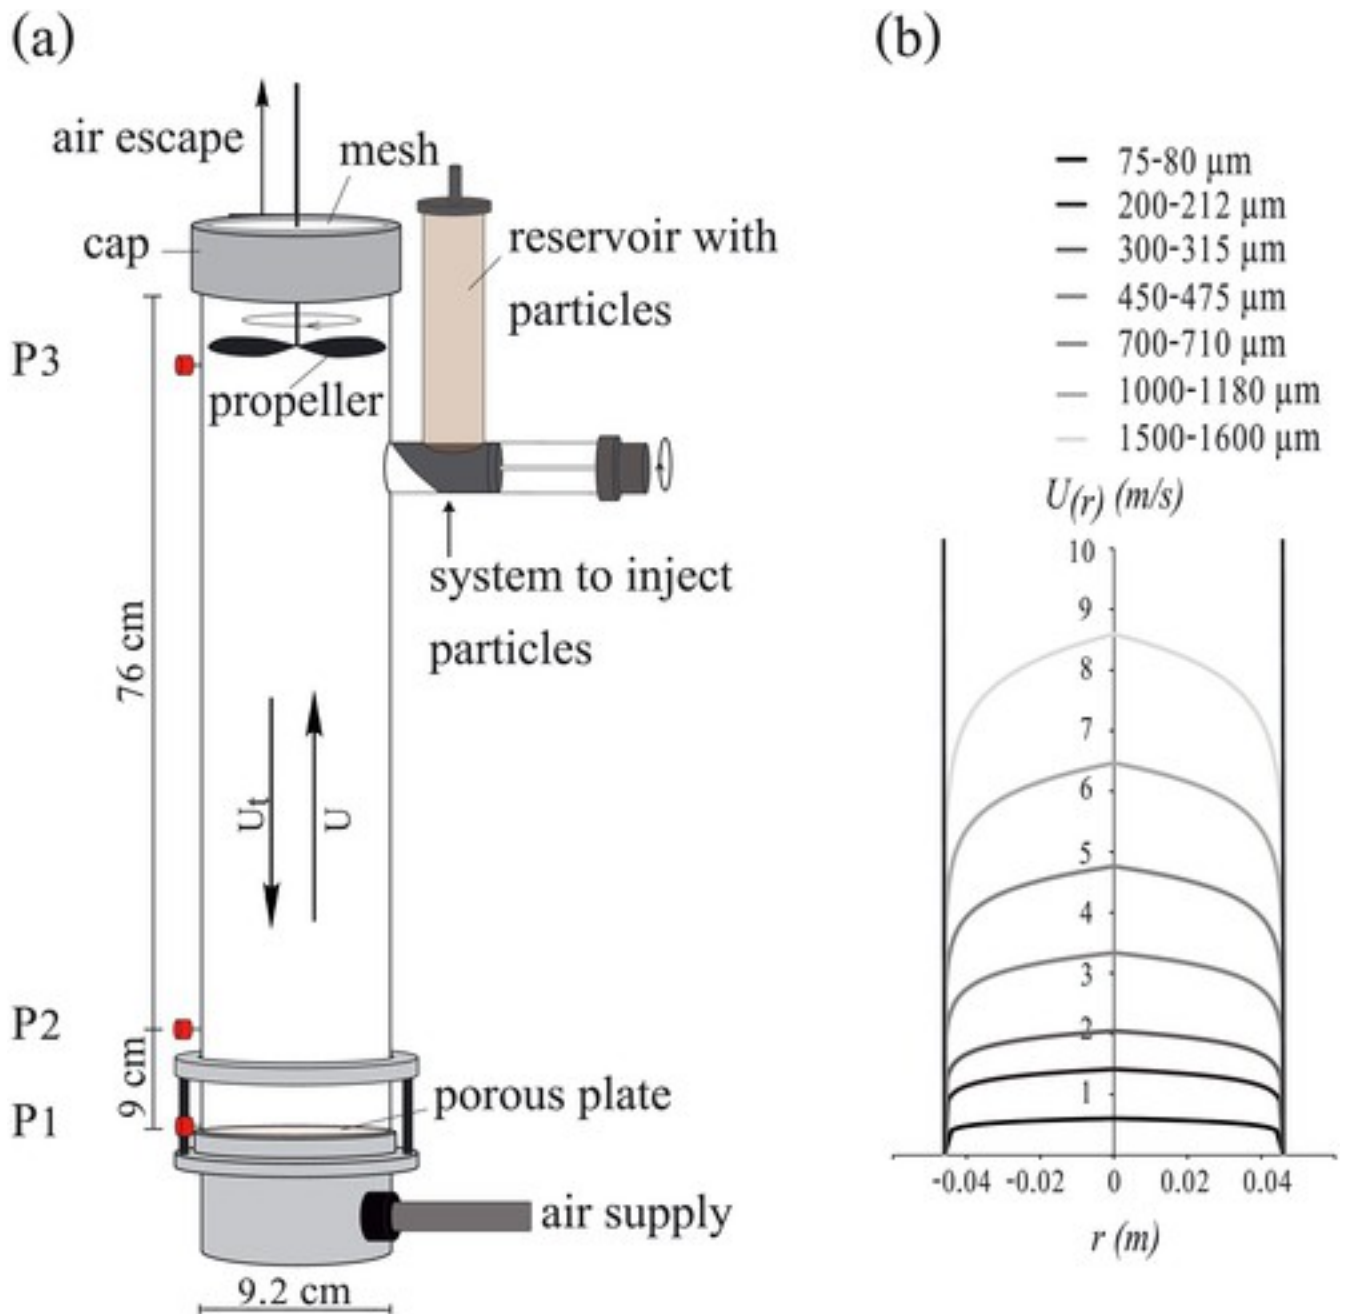 (a)
air escape
mesh
cap
reservoir with
particles
P3
propeller
system to inject
particles
76 cm
Ut
U
P2
9 cm
P1
porous plate
air supply
9.2 cm
(b)
75-80 µm
200-212 µm
300-315 µm
450-475 µm
700-710 µm
1000-1180 µm
1500-1600 µm
U(r) (m/s)
10
9
8
7
6
5
4
3
2
1
-0.04 -0.02 0 0.02 0.04
r (m)